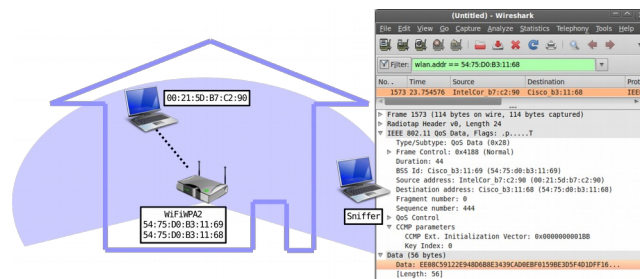 00:21:5D:B7:C2:90
WiFiWPA2
54:75:D0:B3:11:69
54:75:D0:B3:11:68
Sniffer
(Untitled) - Wireshark
File Edit View Go Capture Analyze Statistics Telephony Tools Help
Filter: wlan.addr == 54:75:D0:B3:11:68
No. . Time Source Destination
1573 23.754576 IntelCor_b7:c2:90 Cisco_b3:11:68
Frame 1573 (114 bytes on wire, 114 bytes captured)
Radiotap Header v0, Length 24
IEEE 802.11 QoS Data, Flags: .p.....T
Type/Subtype: QoS Data (0x28)
Frame Control: 0x4188 (Normal)
Duration: 44
BSS Id: Cisco_b3:11:69 (54:75:d0:b3:11:69)
Source address: IntelCor_b7:c2:90 (00:21:5d:b7:c2:90)
Destination address: Cisco_b3:11:68 (54:75:d0:b3:11:68)
Fragment number: 0
Sequence number: 444
QoS Control
CCMP parameters
CCMP Ext. Initialization Vector: 0x0000000001BB
Key Index: 0
Data (56 bytes)
Data: EE08C59122E948D6B8E3439CAD0EBF0159BE3D5F4D1DFF16...
[Length: 56]